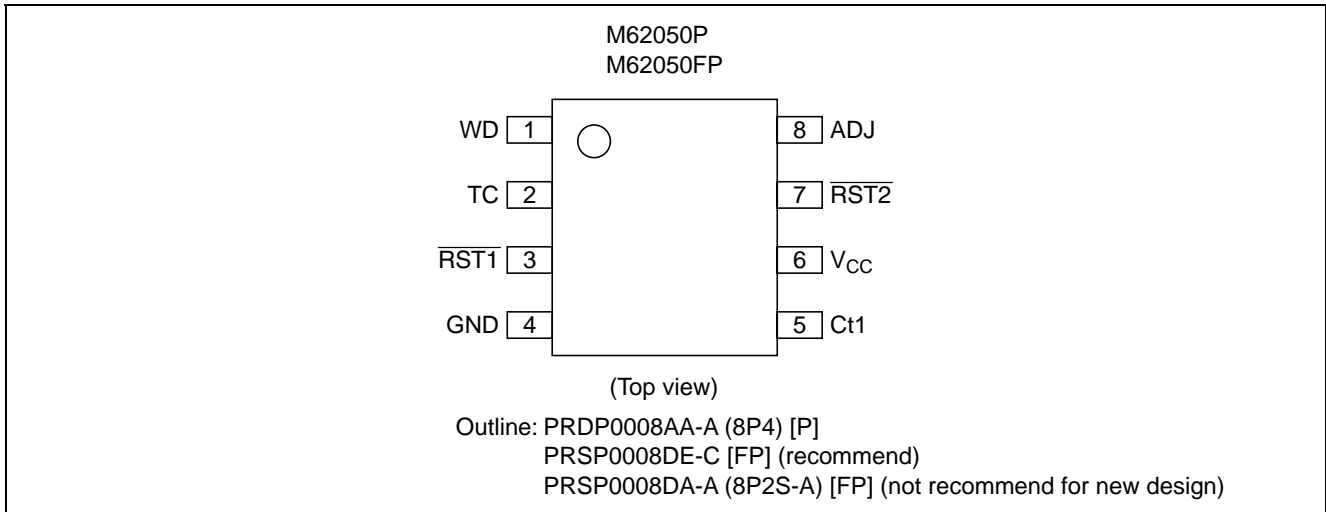 M62050P
M62050FP
WD 1 8 ADJ
TC 2 7 RST2
RST1 3 6 VCC
GND 4 5 Ct1
(Top view)
Outline: PRDP0008AA-A (8P4) [P]
PRSP0008DE-C [FP] (recommend)
PRSP0008DA-A (8P2S-A) [FP] (not recommend for new design)